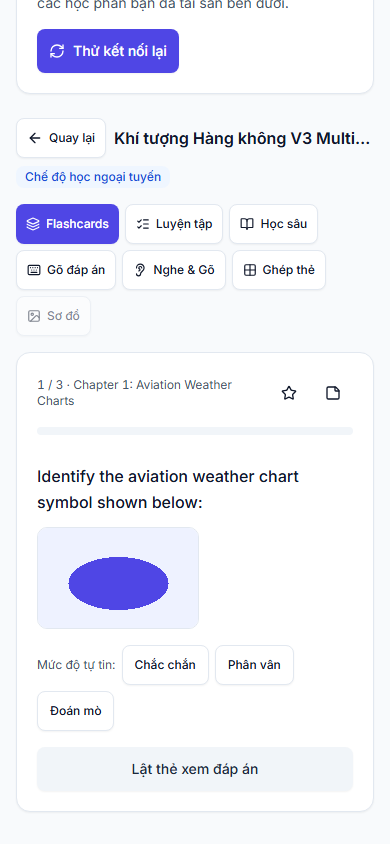 các học phần bạn đã tải sẵn bên dưới.
Thử kết nối lại
Quay lại
Khí tượng Hàng không V3 Multi...
Chế độ học ngoại tuyến
Flashcards
Luyện tập
Học sâu
Gõ đáp án
Nghe & Gõ
Ghép thẻ
Sơ đồ
1 / 3 · Chapter 1: Aviation Weather
Charts
Identify the aviation weather chart
symbol shown below:
Mức độ tự tin:
Chắc chắn
Phân vân
Đoán mò
Lật thẻ xem đáp án